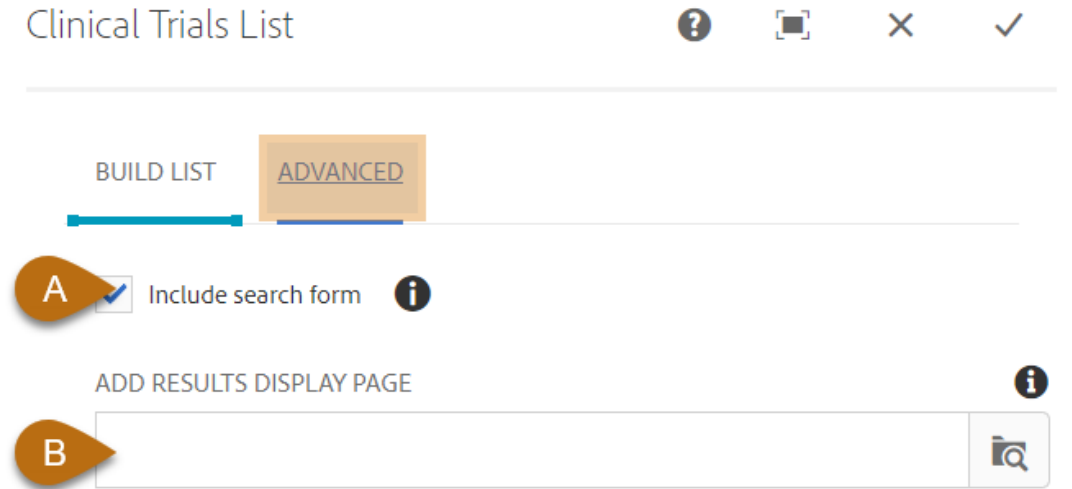 Clinical Trials List
BUILD LIST ADVANCED
A Include search form
ADD RESULTS DISPLAY PAGE
B